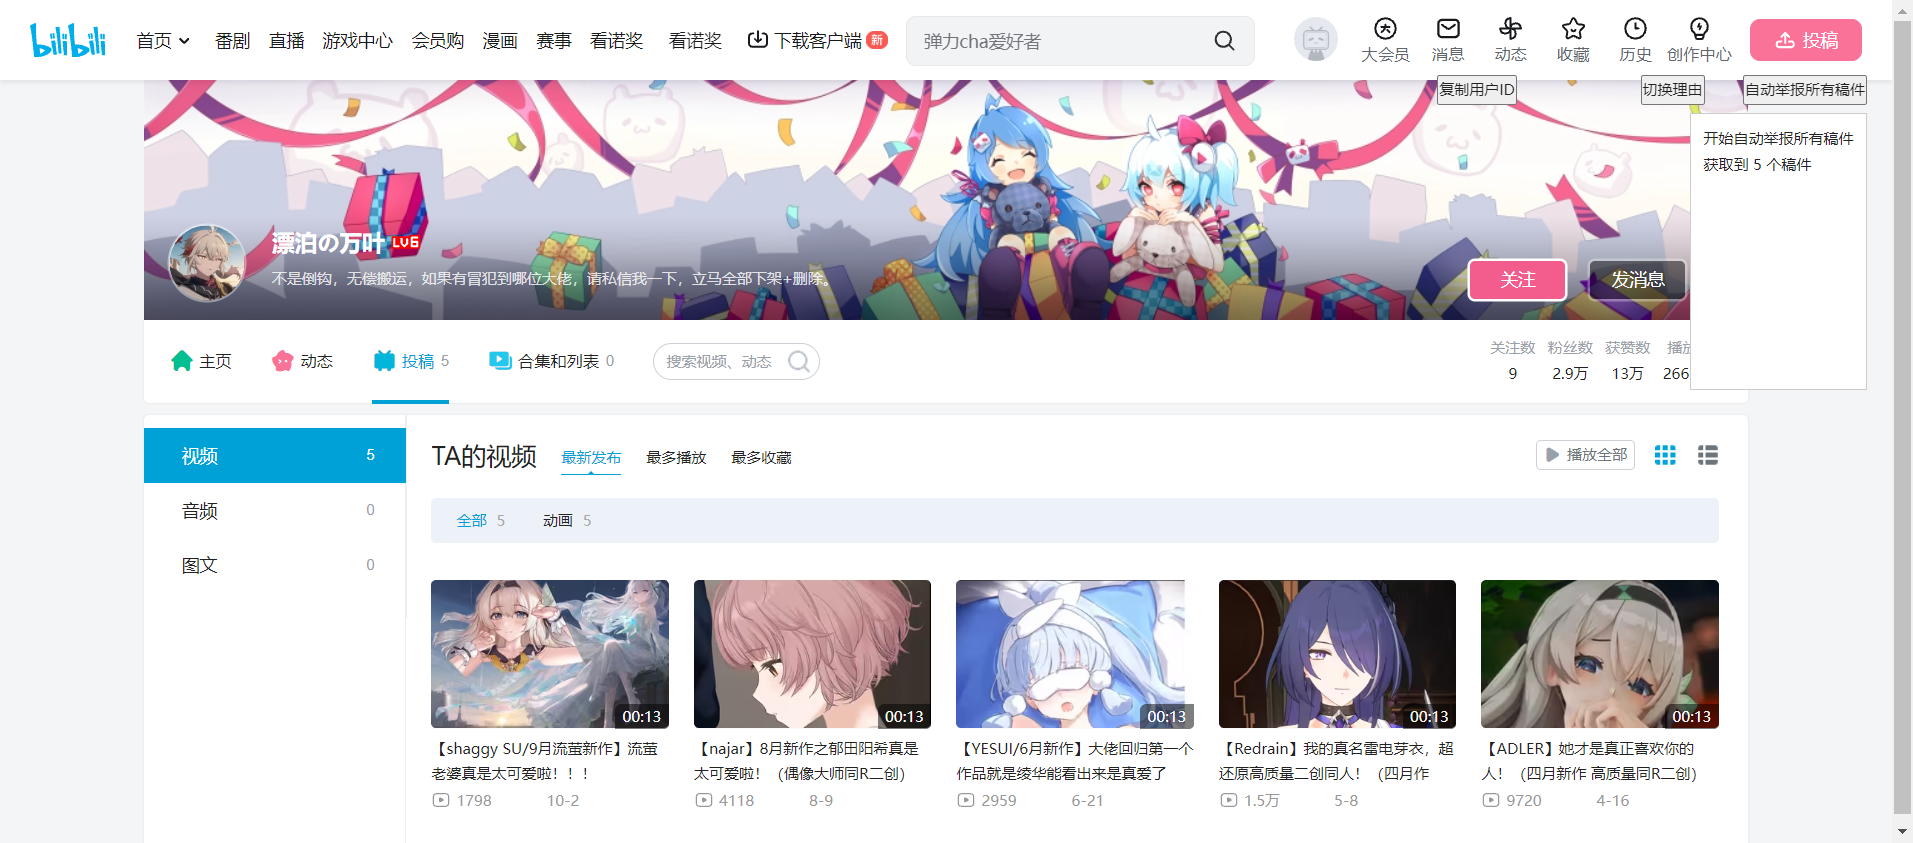 bilibili
首页
番剧
直播
游戏中心
会员购
漫画
赛事
看诺奖
看诺奖
下载客户端 新
弹力cha爱好者
大会员
消息
动态
收藏
历史
创作中心
投稿
复制用户ID
切换理由
自动举报所有稿件
开始自动举报所有稿件
获取到 5 个稿件
漂泊の万叶 LV6
不是倒钩，无偿搬运，如果有冒犯到哪位大佬，请私信我一下，立马全部下架+删除。
关注
发消息
主页
动态
投稿 5
合集和列表 0
搜索视频、动态
关注数 粉丝数 获赞数 播放
9 2.9万 13万 266
视频 5
音频 0
图文 0
TA的视频
最新发布
最多播放
最多收藏
播放全部
全部 5
动画 5
00:13
【shaggy SU/9月流萤新作】流萤
老婆真是太可爱啦！！！
1798 10-2
00:13
【najar】8月新作之郁田阳希真是
太可爱啦！（偶像大师同R二创）
4118 8-9
00:13
【YESUI/6月新作】大佬回归第一个
作品就是绫华能看出来是真爱了
2959 6-21
00:13
【Redrain】我的真名雷电芽衣，超
还原高质量二创同人！（四月作
1.5万 5-8
00:13
【ADLER】她才是真正喜欢你的
人！（四月新作 高质量同R二创）
9720 4-16